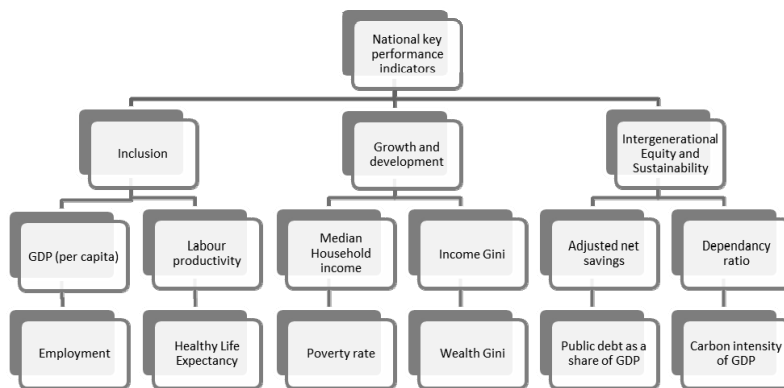 National key
performance
indicators
Inclusion
Growth and
development
Intergenerational
Equity and
Sustainability
GDP (per capita)
Labour
productivity
Median
Household
income
Income Gini
Adjusted net
savings
Dependancy
ratio
Employment
Healthy Life
Expectancy
Poverty rate
Wealth Gini
Public debt as a
share of GDP
Carbon intensity
of GDP